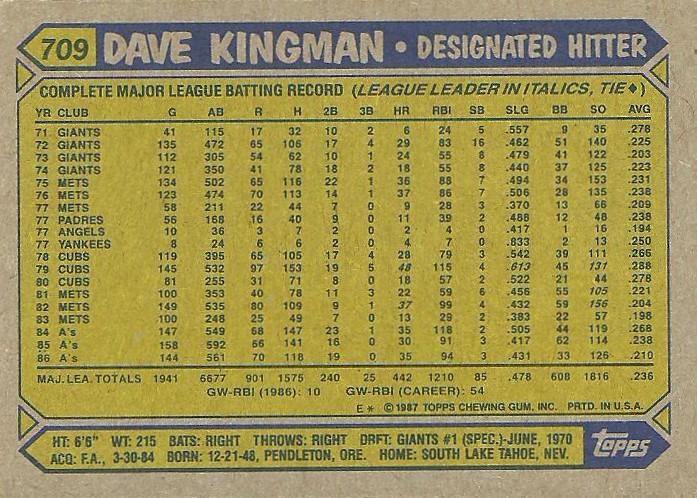 709 DAVE KINGMAN • DESIGNATED HITTER
COMPLETE MAJOR LEAGUE BATTING RECORD (LEAGUE LEADER IN ITALICS, TIE♦)
YR CLUB G AB R H 2B 3B HR RBI SB SLG BB SO AVG
71 GIANTS 41 115 17 32 10 2 6 24 5 .557 9 35 .278
72 GIANTS 135 472 65 106 17 4 29 83 16 .462 51 140 .225
73 GIANTS 112 305 54 62 10 1 24 55 8 .479 41 122 .203
74 GIANTS 121 350 41 78 18 2 18 55 8 .440 37 125 .223
75 METS 134 502 65 116 22 1 36 88 7 .494 34 153 .231
76 METS 123 474 70 113 14 1 37 86 7 .506 28 135 .238
77 METS 58 211 22 44 7 0 9 28 3 .370 13 66 .209
77 PADRES 56 168 16 40 9 0 11 39 2 .488 12 48 .238
77 ANGELS 10 36 3 7 2 0 2 4 0 .417 1 16 .194
77 YANKEES 8 24 6 6 2 0 4 7 0 .833 2 13 .250
78 CUBS 119 395 65 105 17 4 28 79 3 .542 39 111 .266
79 CUBS 145 532 97 153 19 5 48 115 4 .613 45 131 .288
80 CUBS 81 255 31 71 8 0 18 57 2 .522 21 44 .278
81 METS 100 353 40 78 11 3 22 59 6 .456 55 105 .221
82 METS 149 535 80 109 9 1 37 99 4 .432 59 156 .204
83 METS 100 248 25 49 7 0 13 29 2 .383 22 57 .198
84 A's 147 549 68 147 23 1 35 118 2 .505 44 119 .268
85 A's 158 592 66 141 16 0 30 91 3 .417 62 114 .238
86 A's 144 561 70 118 19 0 35 94 3 .431 33 126 .210
MAJ. LEA. TOTALS 1941 6677 901 1575 240 25 442 1210 85 .478 608 1816 .236
GW-RBI (1986): 10 GW-RBI (CAREER): 54
E * ©1987 TOPPS CHEWING GUM, INC. PRTD. IN U.S.A.
HT: 6'6" WT: 215 BATS: RIGHT THROWS: RIGHT DRFT: GIANTS #1 (SPEC.)-JUNE, 1970
ACQ: F.A., 3-30-84 BORN: 12-21-48, PENDLETON, ORE. HOME: SOUTH LAKE TAHOE, NEV.
topps